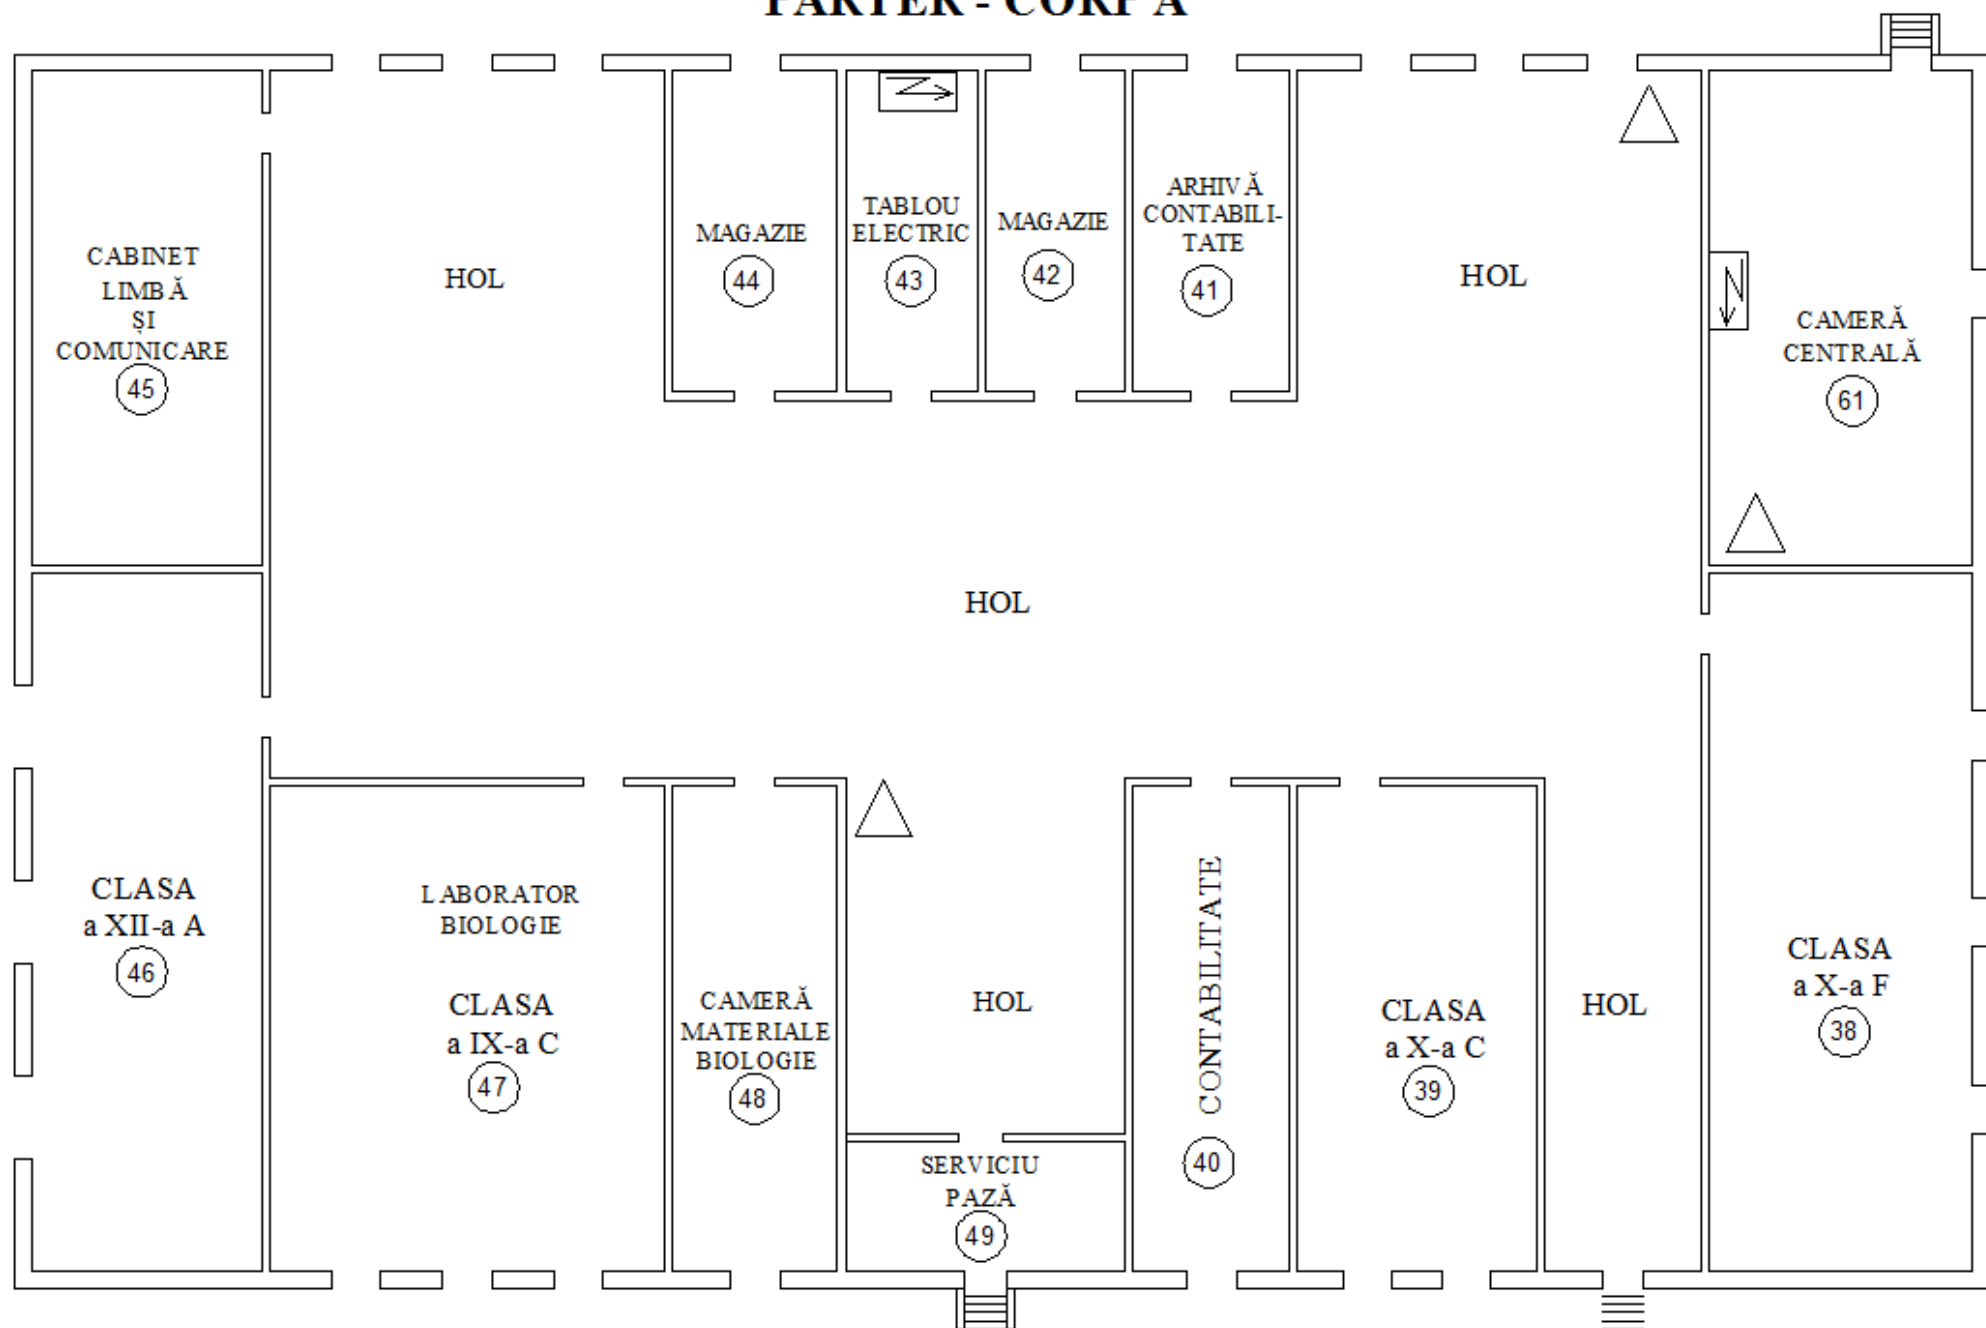 PARTER - CORP A
CABINET
LIMBĂ
ȘI
COMUNICARE
45
HOL
MAGAZIE
44
TABLOU
ELECTRIC
43
MAGAZIE
42
ARHIVĂ
CONTABILI-
TATE
41
HOL
CAMERĂ
CENTRALĂ
61
HOL
CLASA
a XII-a A
46
LABORATOR
BIOLOGIE
CLASA
a IX-a C
47
CAMERĂ
MATERIALE
BIOLOGIE
48
HOL
SERVICIU
PAZĂ
49
CONTABILITATE
40
CLASA
a X-a C
39
HOL
CLASA
a X-a F
38